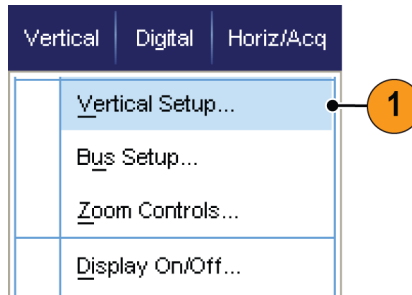 Vertical Digital Horiz/Acq
Vertical Setup...
1
Bus Setup...
Zoom Controls...
Display On/Off...